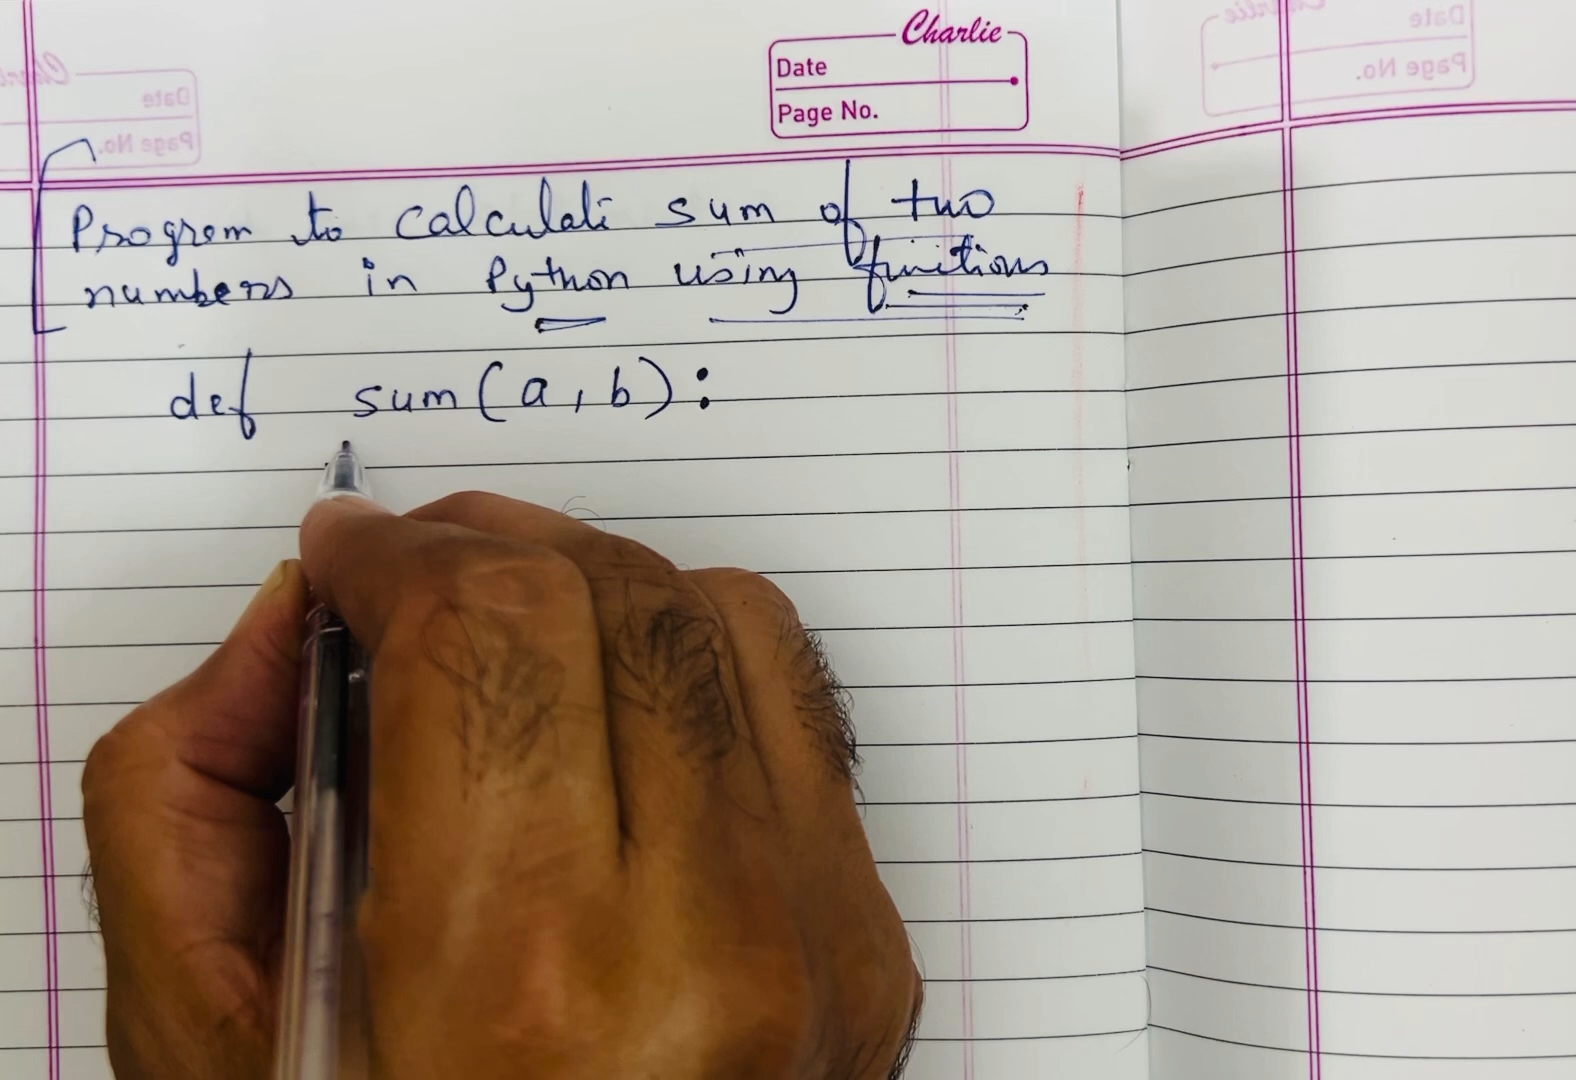 Charlie
Date
Page No.
Program to calculate sum of two
numbers in Python using functions
def sum(a,b):